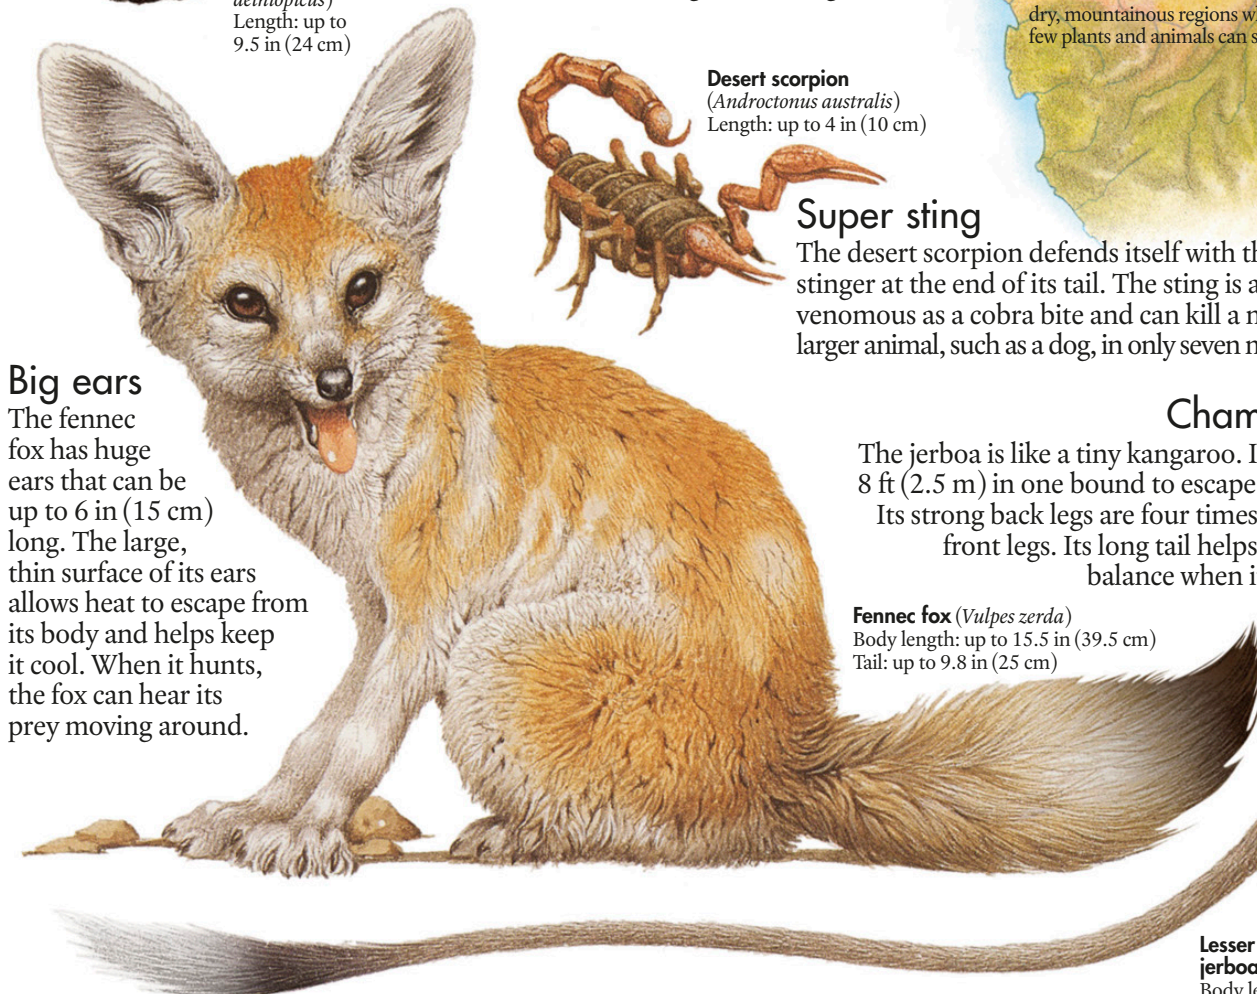 aethiopicus)
Length: up to
9.5 in (24 cm)
dry, mountainous regions w
few plants and animals can s
Desert scorpion
(Androctonus australis)
Length: up to 4 in (10 cm)
Super sting
The desert scorpion defends itself with th
stinger at the end of its tail. The sting is a
venomous as a cobra bite and can kill a m
larger animal, such as a dog, in only seven m
Big ears
The fennec
fox has huge
ears that can be
up to 6 in (15 cm)
long. The large,
thin surface of its ears
allows heat to escape from
its body and helps keep
it cool. When it hunts,
the fox can hear its
prey moving around.
Cham
The jerboa is like a tiny kangaroo. I
8 ft (2.5 m) in one bound to escape
Its strong back legs are four times
front legs. Its long tail helps
balance when i
Fennec fox (Vulpes zerda)
Body length: up to 15.5 in (39.5 cm)
Tail: up to 9.8 in (25 cm)
Lesser
jerboa
Body le